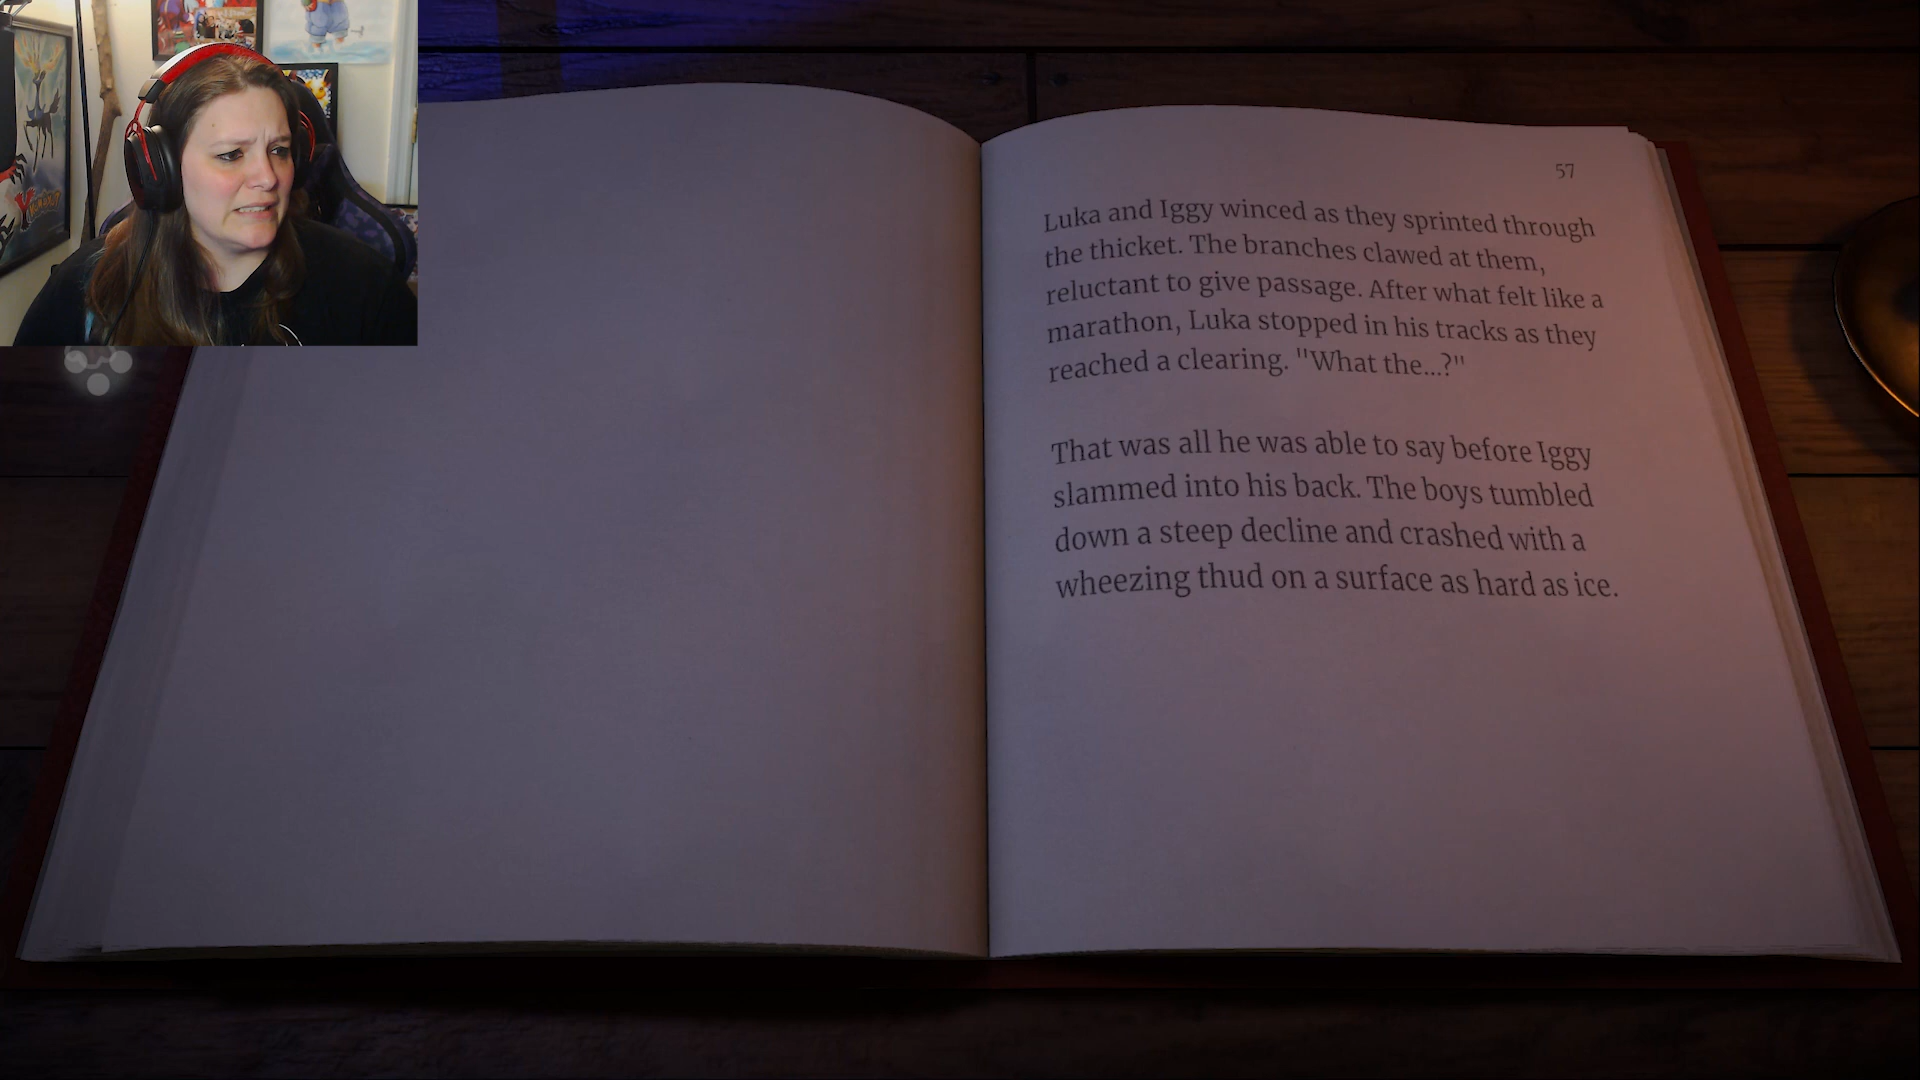 57
Luka and Iggy winced as they sprinted through
the thicket. The branches clawed at them,
reluctant to give passage. After what felt like a
marathon, Luka stopped in his tracks as they
reached a clearing. "What the...?"
That was all he was able to say before Iggy
slammed into his back. The boys tumbled
down a steep decline and crashed with a
wheezing thud on a surface as hard as ice.